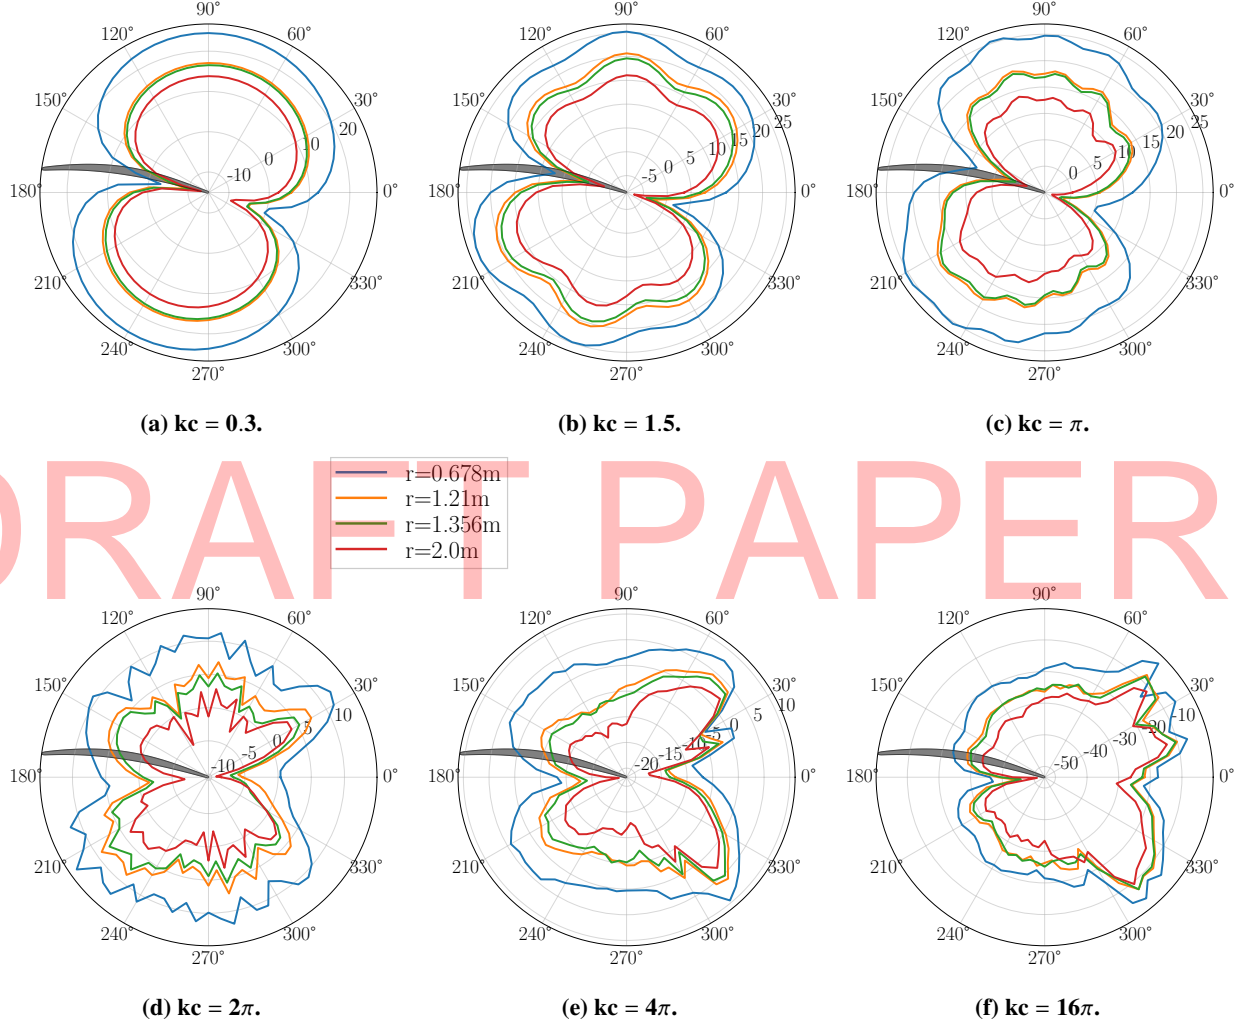 90° 90° 90°
120° 60° 120° 60° 120° 60°
150° 30° 150° 30° 150° 30°
20 10 0 -10
25 20 15 10 5 0 -5
25 20 15 10 5 0
180° 0° 180° 0° 180° 0°
210° 330° 210° 330° 210° 330°
240° 300° 240° 300° 240° 300°
270° 270° 270°
(a) kc = 0.3. (b) kc = 1.5. (c) kc = π.
DRAFT PAPER
r=0.678m
r=1.21m
r=1.356m
r=2.0m
90° 90° 90°
120° 60° 120° 60° 120° 60°
150° 30° 150° 30° 150° 30°
10 5 0 -5 -10
10 5 0 -5 -10 -15 -20
-10 -20 -30 -40 -50
180° 0° 180° 0° 180° 0°
210° 330° 210° 330° 210° 330°
240° 300° 240° 300° 240° 300°
270° 270° 270°
(d) kc = 2π. (e) kc = 4π. (f) kc = 16π.